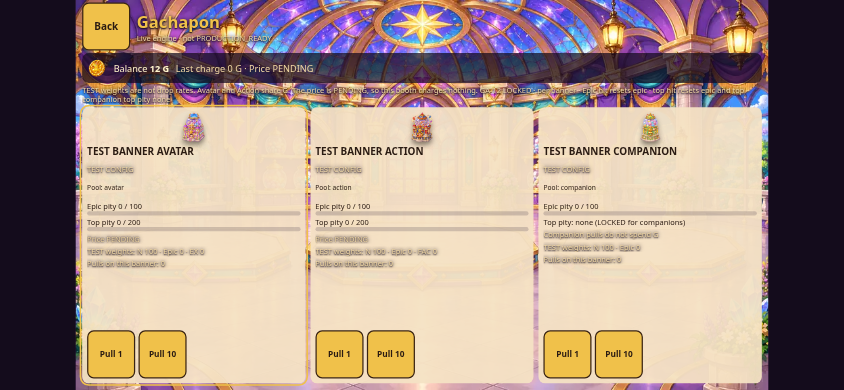 Back
Gachapon
Live engine · not PRODUCTION_READY
Balance 12 G Last charge 0 G · Price PENDING
TEST weights are not drop rates. Avatar and Action share G. The price is PENDING, so this booth charges nothing. per banner · Epic hit resets epic · top hit resets epic and top ·
companion top pity none
TEST BANNER AVATAR
TEST CONFIG
Pool: avatar
Epic pity 0 / 100
Top pity 0 / 200
Price PENDING
TEST weights: N 100 · Epic 0 · EX 0
Pulls on this banner: 0
Pull 1
Pull 10
TEST BANNER ACTION
TEST CONFIG
Pool: action
Epic pity 0 / 100
Top pity 0 / 200
Price PENDING
TEST weights: N 100 · Epic 0 · FAC 0
Pulls on this banner: 0
Pull 1
Pull 10
TEST BANNER COMPANION
TEST CONFIG
Pool: companion
Epic pity 0 / 100
Top pity: none (LOCKED for companions)
Companion pulls do not spend G
TEST weights: N 100 · Epic 0
Pulls on this banner: 0
Pull 1
Pull 10